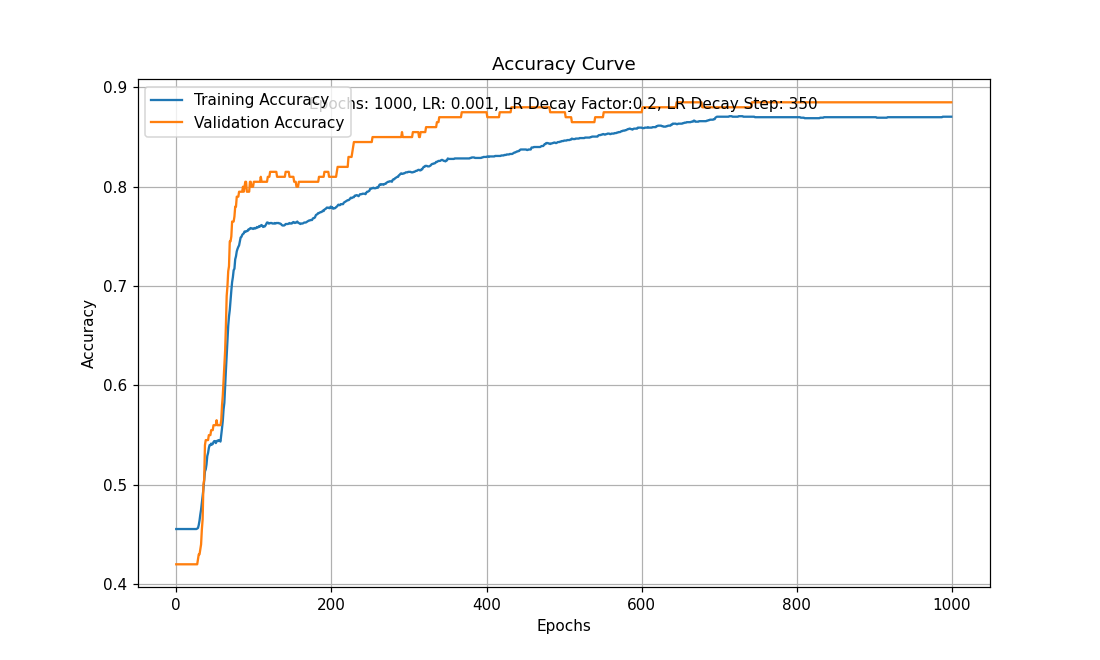 Accuracy Curve
Training Accuracy
Epochs: 1000, LR: 0.001, LR Decay Factor:0.2, LR Decay Step: 350
Validation Accuracy
0.9
0.8
0.7
0.6
0.5
0.4
Accuracy
0 200 400 600 800 1000
Epochs